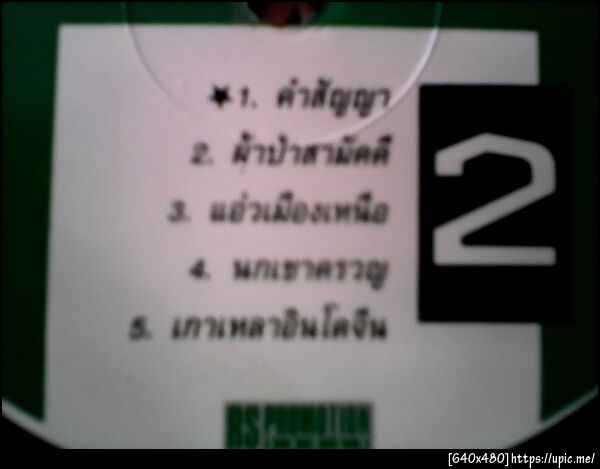 ★1. คำสัญญา
2. ผ้าป่าสามัคคี
3. แอ่วเมืองเหนือ
4. นกเขาครวญ
5. เกาเหลาอินโดจีน
2
RS PROMOTION
[640x480]https://upic.me/